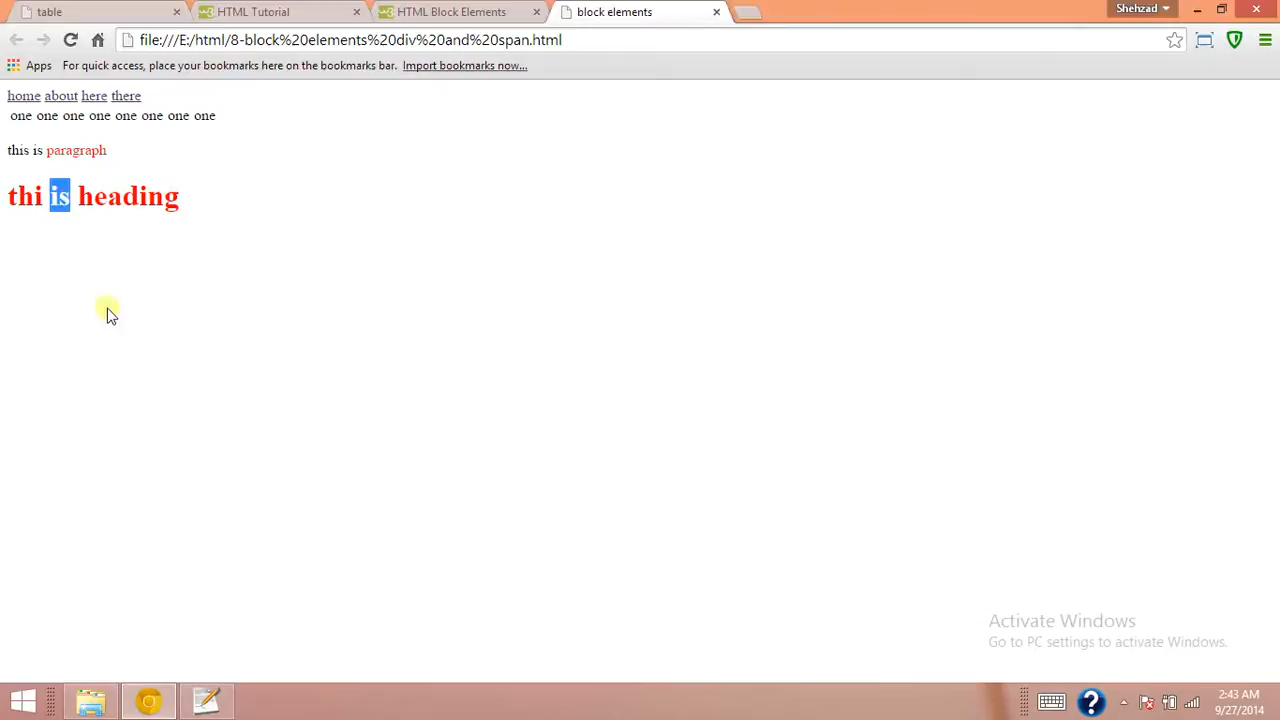 table
HTML Tutorial
HTML Block Elements
block elements
Shehzad
file:///E:/html/8-block%20elements%20div%20and%20span.html
Apps For quick access, place your bookmarks here on the bookmarks bar. Import bookmarks now...
home about here there
one one one one one one one one
this is paragraph
thi is heading
Activate Windows
Go to PC settings to activate Windows.
2:43 AM
9/27/2014